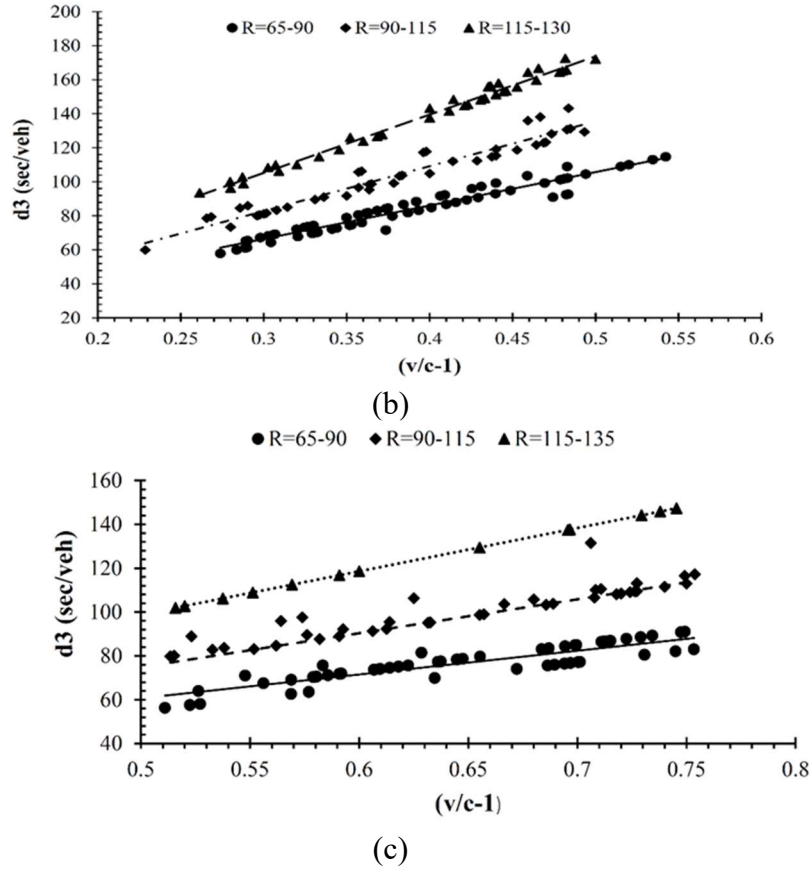 ● R=65-90 ◆ R=90-115 ▲ R=115-130
200
180
160
140
120
100
80
60
40
20
d3 (sec/veh)
0.2 0.25 0.3 0.35 0.4 0.45 0.5 0.55 0.6
(v/c-1)
(b)
● R=65-90 ◆ R=90-115 ▲ R=115-135
160
140
120
100
80
60
40
d3 (sec/veh)
0.5 0.55 0.6 0.65 0.7 0.75 0.8
(v/c-1)
(c)